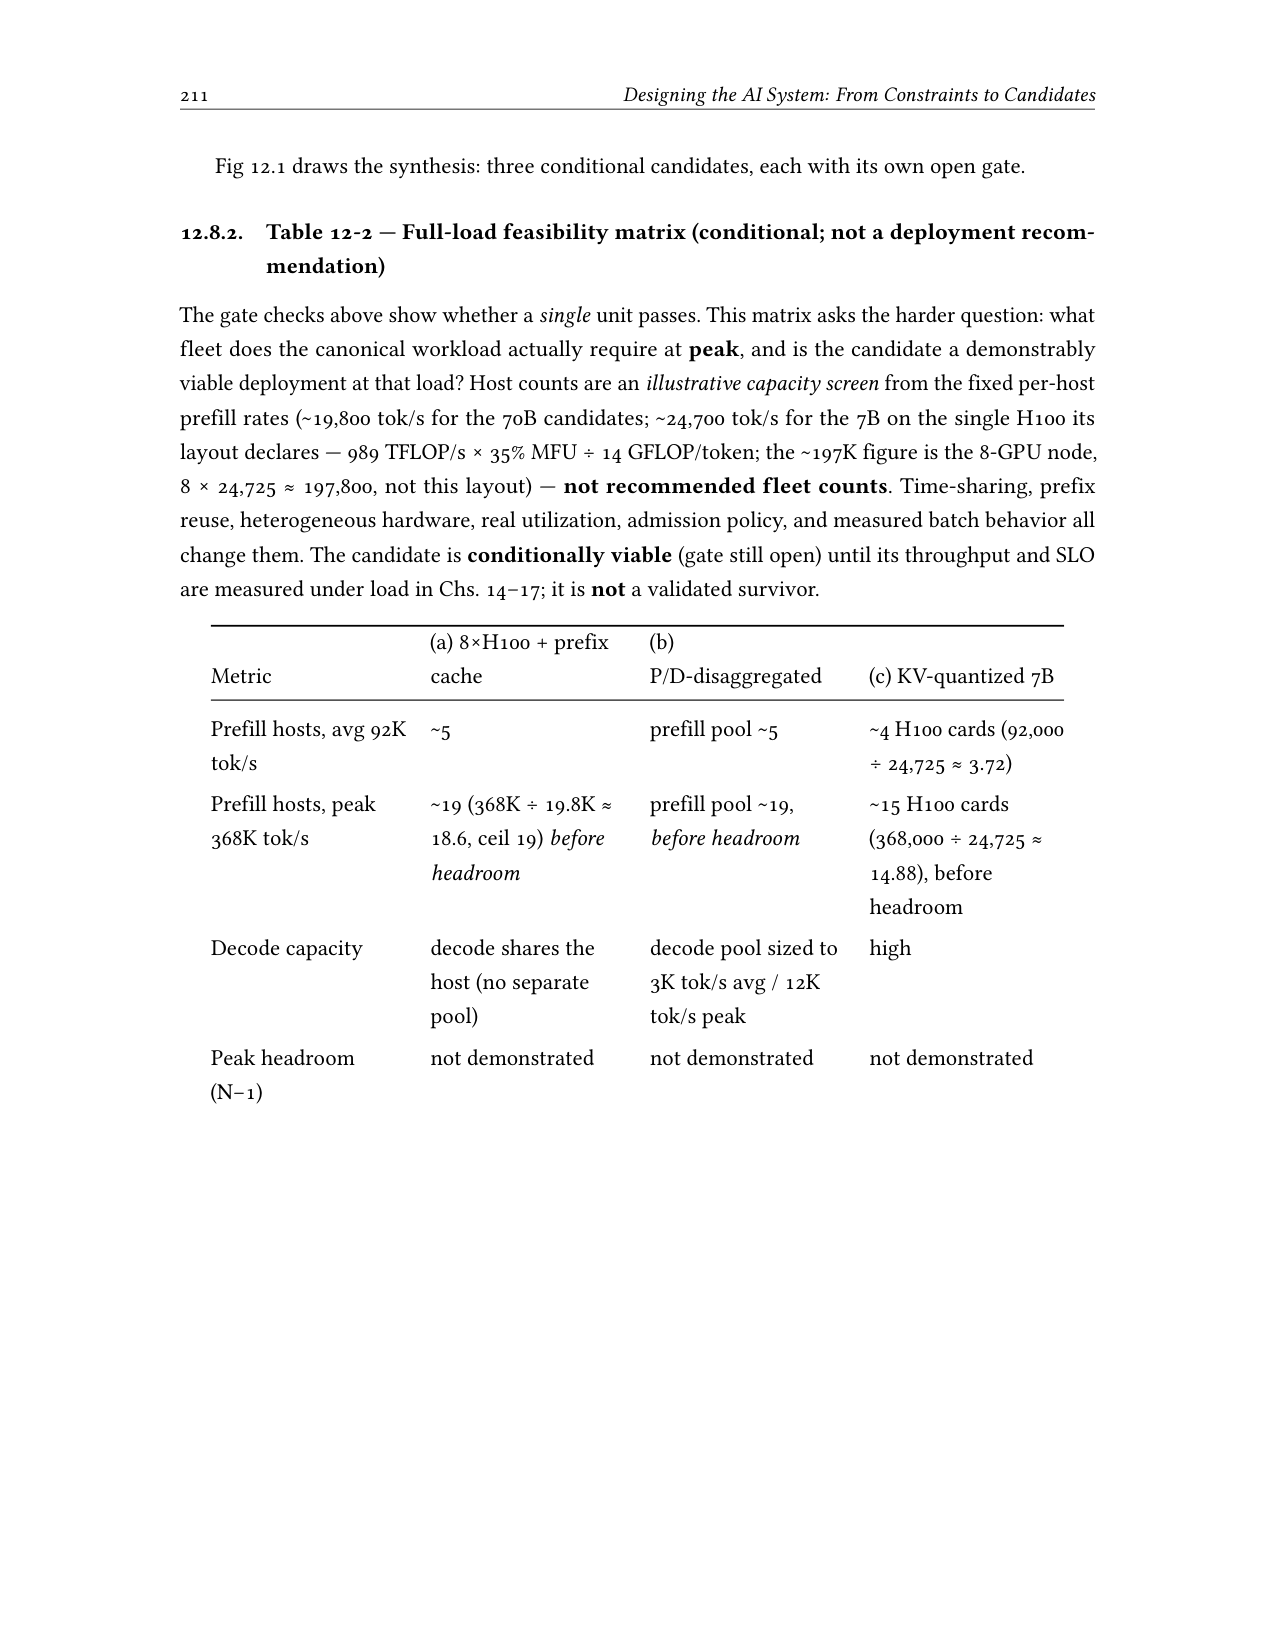 211 Designing the AI System: From Constraints to Candidates
Fig 12.1 draws the synthesis: three conditional candidates, each with its own open gate.
12.8.2. Table 12-2 — Full-load feasibility matrix (conditional; not a deployment recom-
mendation)
The gate checks above show whether a single unit passes. This matrix asks the harder question: what
fleet does the canonical workload actually require at peak, and is the candidate a demonstrably
viable deployment at that load? Host counts are an illustrative capacity screen from the fixed per-host
prefill rates (~19,800 tok/s for the 70B candidates; ~24,700 tok/s for the 7B on the single H100 its
layout declares — 989 TFLOP/s × 35% MFU ÷ 14 GFLOP/token; the ~197K figure is the 8-GPU node,
8 × 24,725 ≈ 197,800, not this layout) — not recommended fleet counts. Time-sharing, prefix
reuse, heterogeneous hardware, real utilization, admission policy, and measured batch behavior all
change them. The candidate is conditionally viable (gate still open) until its throughput and SLO
are measured under load in Chs. 14–17; it is not a validated survivor.
(a) 8×H100 + prefix (b)
Metric cache P/D-disaggregated (c) KV-quantized 7B
Prefill hosts, avg 92K ~5 prefill pool ~5 ~4 H100 cards (92,000
tok/s ÷ 24,725 ≈ 3.72)
Prefill hosts, peak ~19 (368K ÷ 19.8K ≈ prefill pool ~19, ~15 H100 cards
368K tok/s 18.6, ceil 19) before before headroom (368,000 ÷ 24,725 ≈
headroom 14.88), before
headroom
Decode capacity decode shares the decode pool sized to high
host (no separate 3K tok/s avg / 12K
pool) tok/s peak
Peak headroom not demonstrated not demonstrated not demonstrated
(N−1)